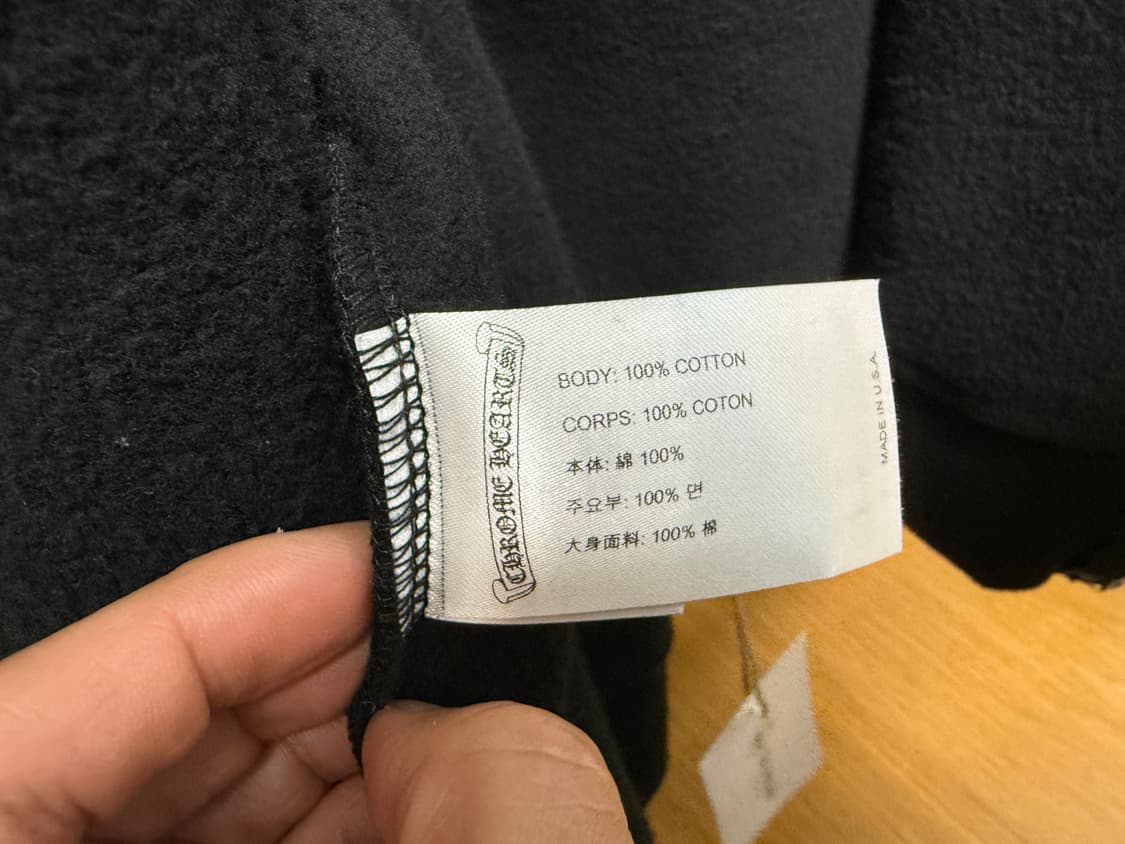 CHROME HEARTS
BODY: 100% COTTON
CORPS: 100% COTON
本体: 綿 100%
주요부: 100% 면
大身面料: 100% 棉
MADE IN U.S.A.